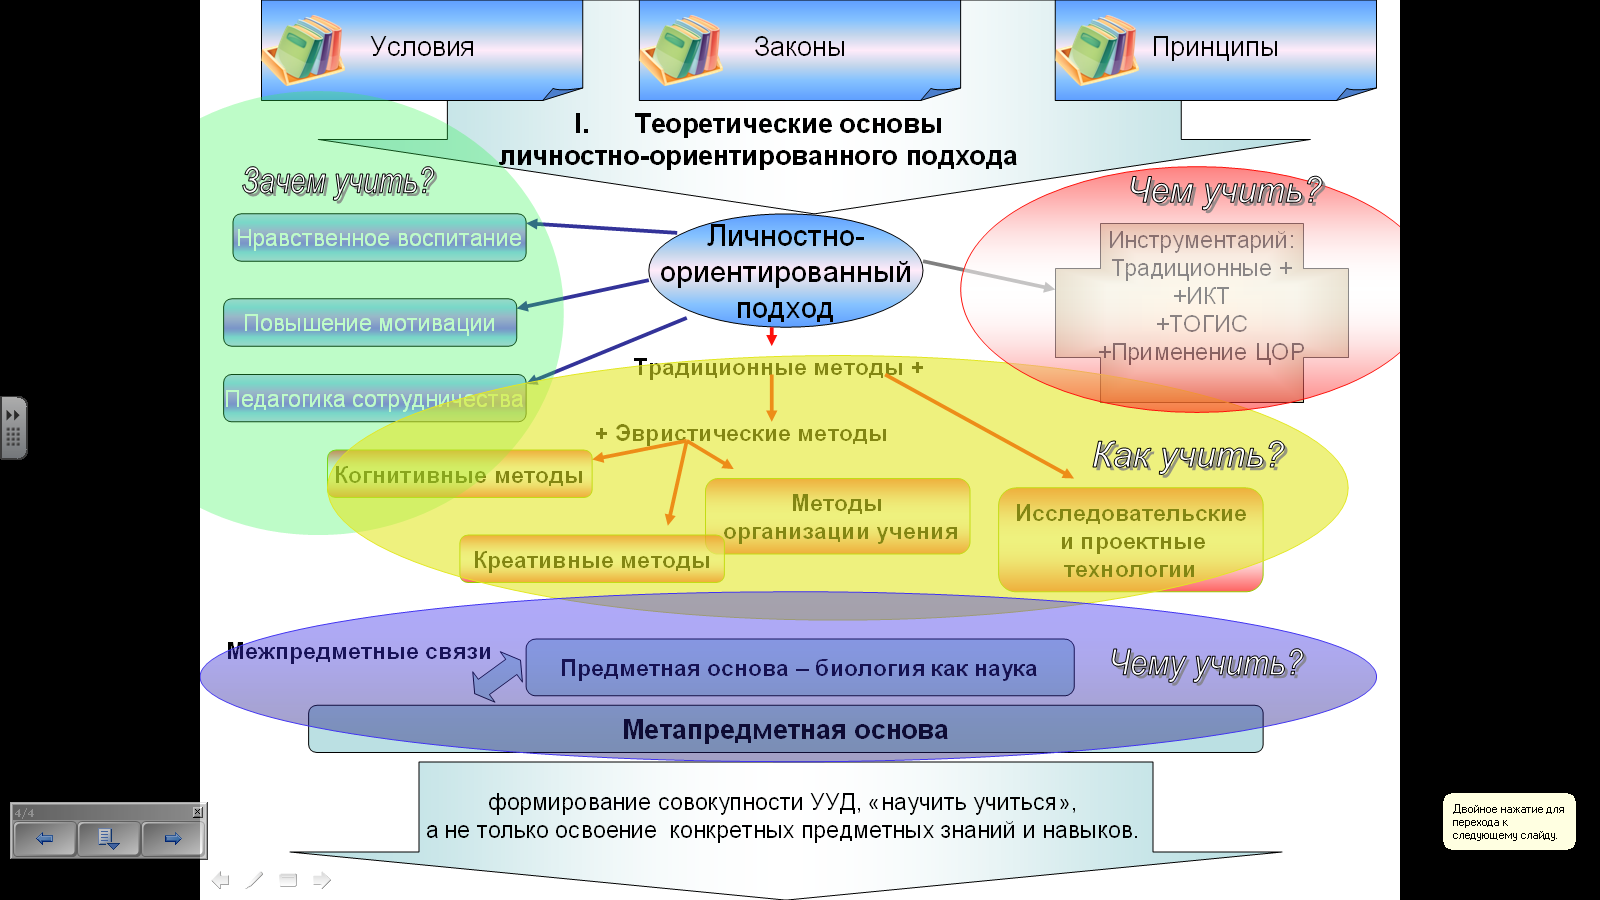 Условия
Законы
Принципы
I. Теоретические основы
личностно-ориентированного подхода
Зачем учить?
Нравственное воспитание
Повышение мотивации
Педагогика сотрудничества
Личностно-
ориентированный
подход
Чем учить?
Инструментарий:
Традиционные +
+ИКТ
+ТОГИС
+Применение ЦОР
Традиционные методы +
+ Эвристические методы
Как учить?
Когнитивные методы
Методы
организации учения
Креативные методы
Исследовательские
и проектные
технологии
Межпредметные связи
Предметная основа – биология как наука
Чему учить?
Метапредметная основа
формирование совокупности УУД, «научить учиться»,
а не только освоение конкретных предметных знаний и навыков.
4/4
Двойное нажатие для
перехода к
следующему слайду.